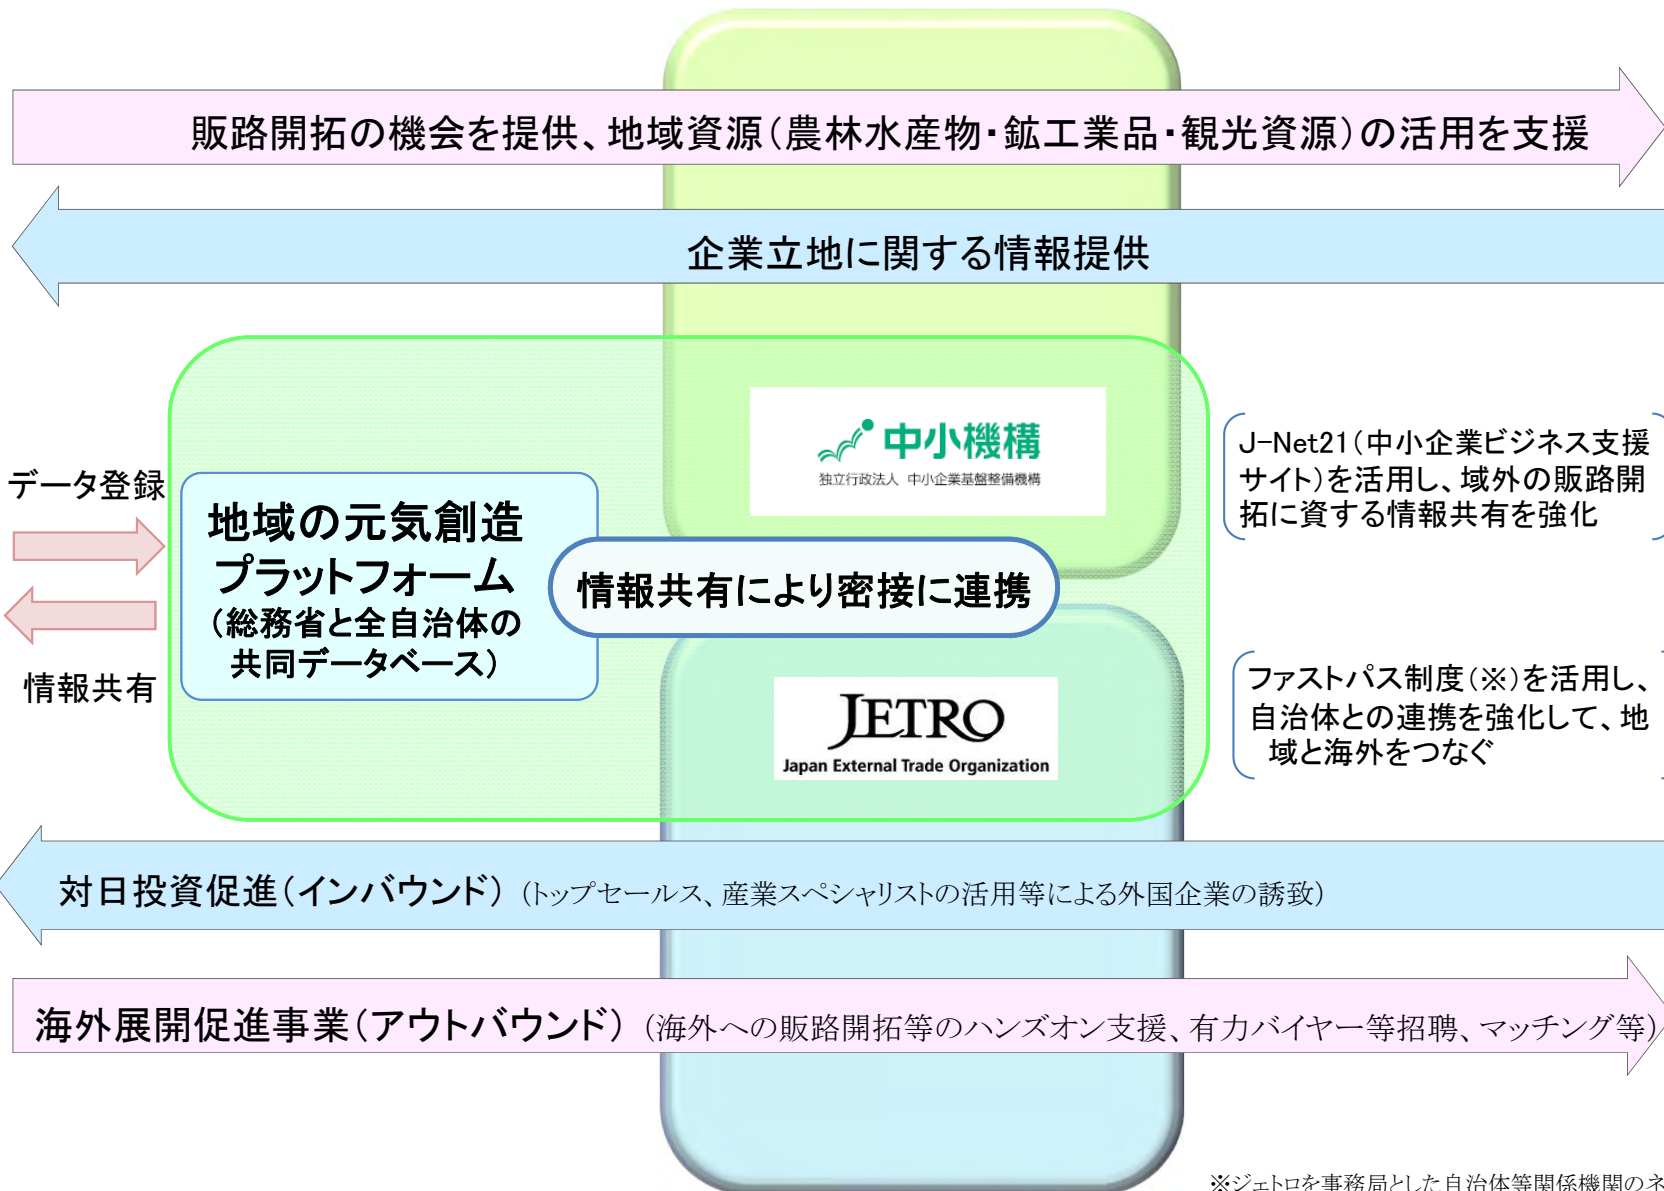 販路開拓の機会を提供、地域資源（農林水産物・鉱工業品・観光資源）の活用を支援
企業立地に関する情報提供
中小機構
独立行政法人 中小企業基盤整備機構
J-Net21（中小企業ビジネス支援
サイト）を活用し、域外の販路開
拓に資する情報共有を強化
データ登録
地域の元気創造
プラットフォーム
（総務省と全自治体の
共同データベース）
情報共有により密接に連携
情報共有
ファストパス制度（※）を活用し、
自治体との連携を強化して、地
域と海外をつなぐ
JETRO
Japan External Trade Organization
対日投資促進（インバウンド）（トップセールス、産業スペシャリストの活用等による外国企業の誘致）
海外展開促進事業（アウトバウンド）（海外への販路開拓等のハンズオン支援、有力バイヤー等招聘、マッチング等）
※ジェトロを事務局とした自治体等関係機関のネ